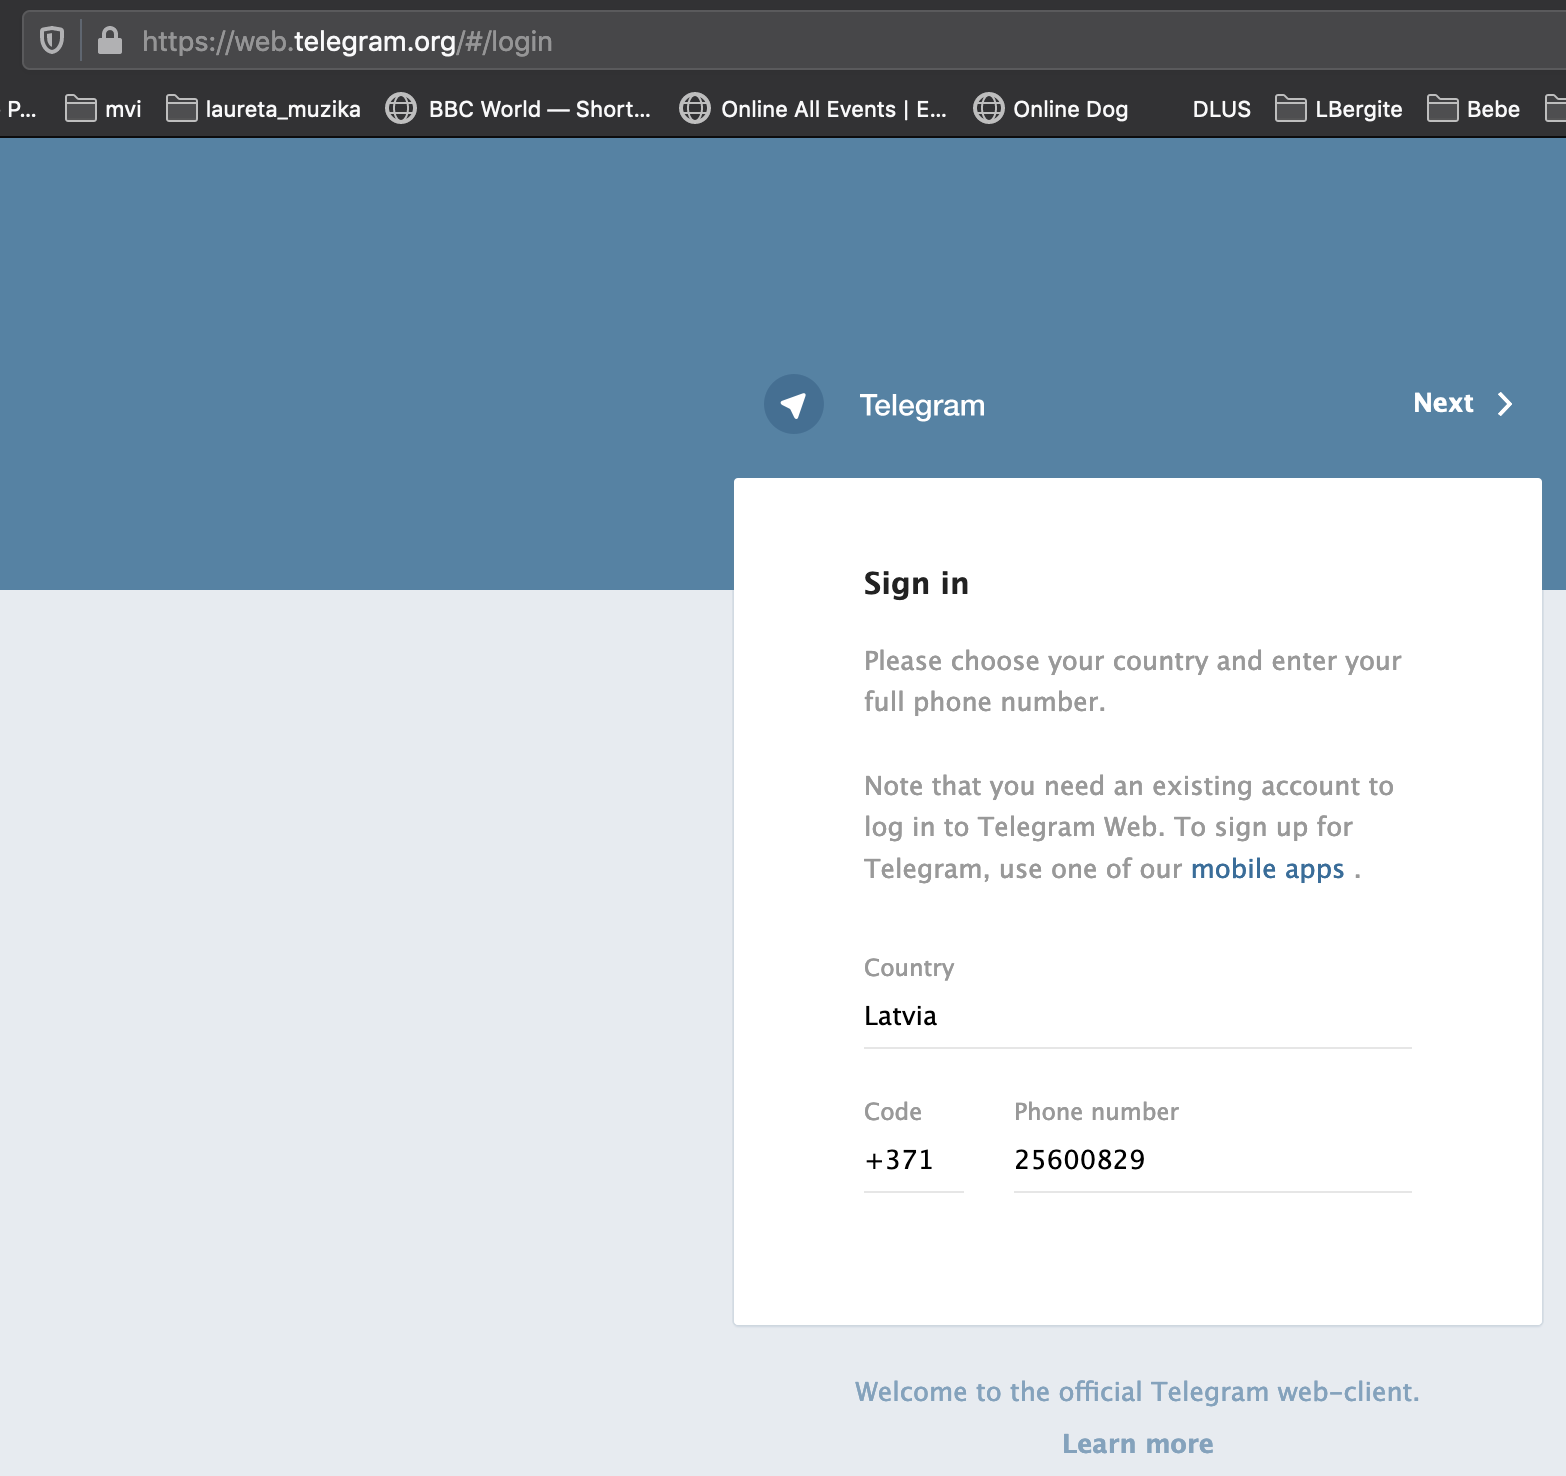 https://web.telegram.org/#/login
P... mvi laureta_muzika BBC World — Short... Online All Events | E... Online Dog DLUS LBergite Bebe
Telegram
Next
Sign in
Please choose your country and enter your
full phone number.
Note that you need an existing account to
log in to Telegram Web. To sign up for
Telegram, use one of our mobile apps .
Country
Latvia
Code Phone number
+371 25600829
Welcome to the official Telegram web-client.
Learn more